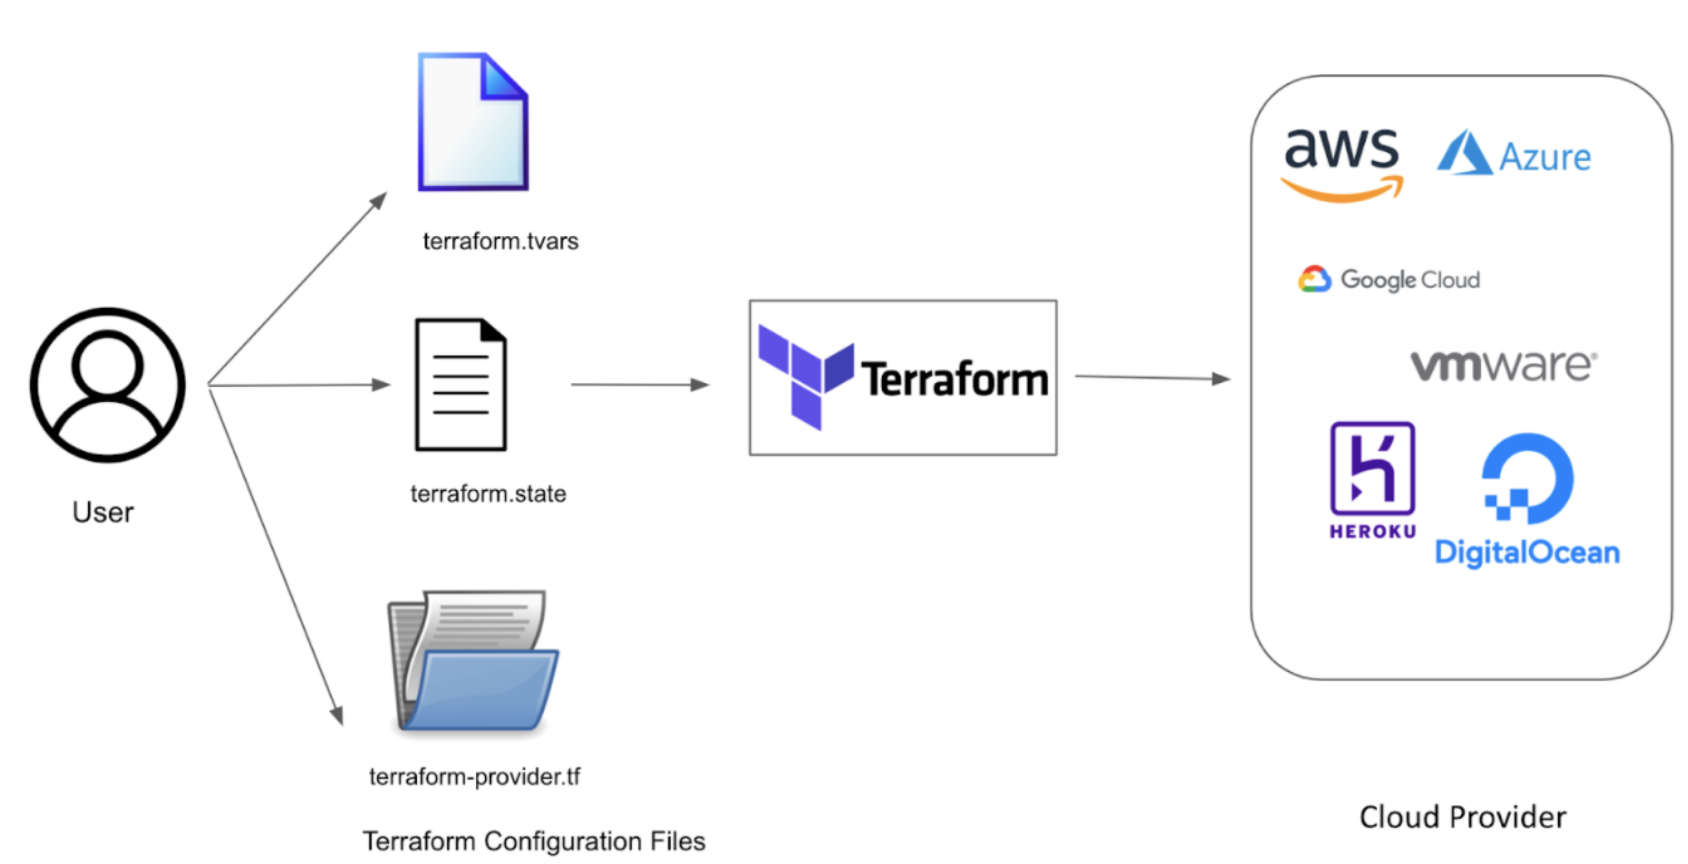 terraform.tvars
User
terraform.state
terraform-provider.tf
Terraform Configuration Files
Terraform
aws
Azure
Google Cloud
vmware®
HEROKU
DigitalOcean
Cloud Provider